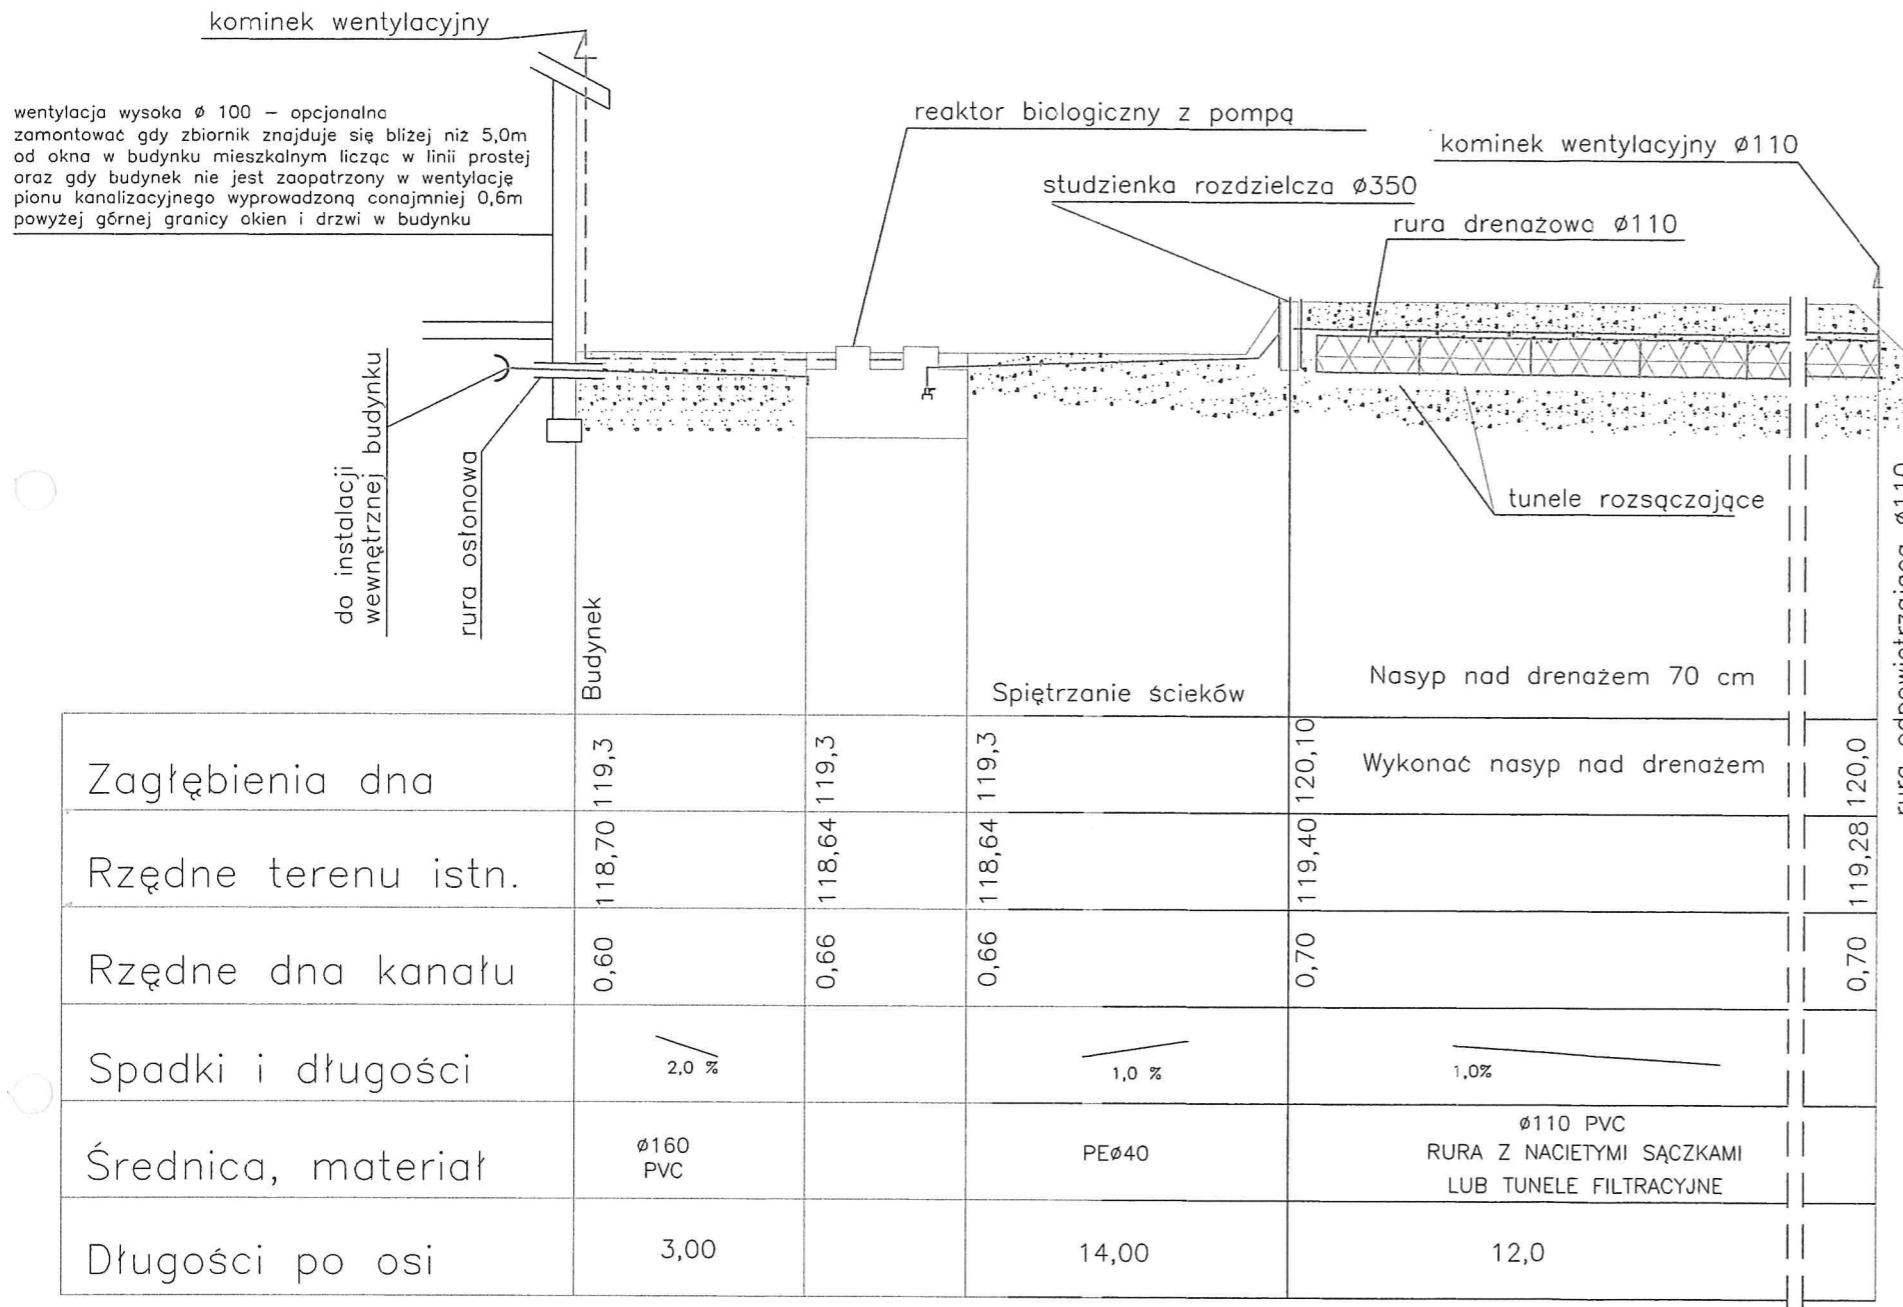 kominek wentylacyjny
wentylacja wysoka ø 100 – opcjonalna
zamontować gdy zbiornik znajduje się bliżej niż 5,0m
od okna w budynku mieszkalnym licząc w linii prostej
oraz gdy budynek nie jest zaopatrzony w wentylację
pionu kanalizacyjnego wyprowadzoną conajmniej 0,6m
powyżej górnej granicy okien i drzwi w budynku
reaktor biologiczny z pompą
kominek wentylacyjny ø110
studzienka rozdzielcza ø350
rura drenażowa ø110
tunele rozsączające
do instalacji
wewnętrznej budynku
rura osłonowa
Budynek
rura odpowietrzająca ø110
Spiętrzanie ścieków
Nasyp nad drenażem 70 cm
Zagłębienia dna
119,3
119,3
119,3
120,10
Wykonać nasyp nad drenażem
120,0
Rzędne terenu istn.
118,70
118,64
118,64
119,40
119,28
Rzędne dna kanału
0,60
0,66
0,66
0,70
0,70
Spadki i długości
2,0 %
1,0 %
1,0%
Średnica, materiał
ø160
PVC
PEø40
ø110 PVC
RURA Z NACIETYMI SĄCZKAMI
LUB TUNELE FILTRACYJNE
Długości po osi
3,00
14,00
12,0